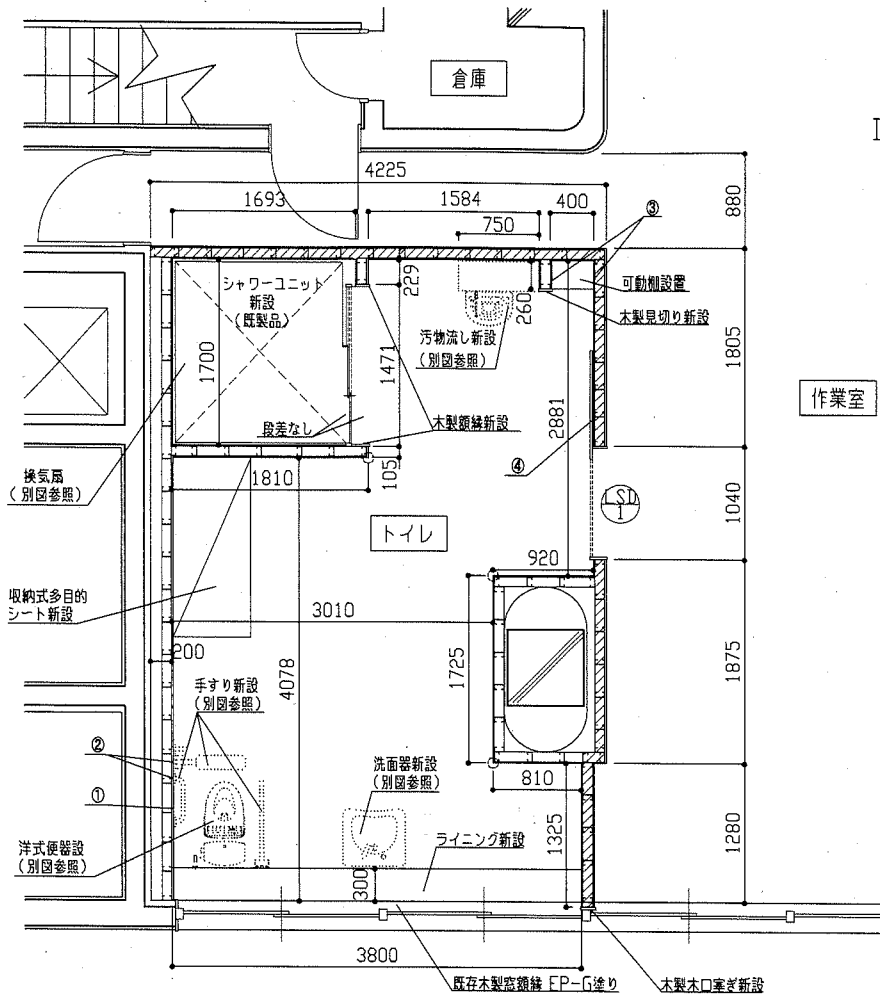 倉庫
4225
1693
1584
400
③
750
880
シャワーユニット
新設
(既製品)
229
260
可動棚設置
木製見切り新設
汚物流し新設
(別図参照)
1700
1471
1805
2881
作業室
段差なし
木製額縁新設
④
換気扇
(別図参照)
105
1810
LSD
1
1040
トイレ
920
収納式多目的
シート新設
3010
200
4078
1725
1875
手すり新設
(別図参照)
②
洗面器新設
(別図参照)
①
810
洋式便器設
(別図参照)
ライニング新設
1325
1280
300
3800
既存木製窓額縁 EP-G塗り
木製木口塞ぎ新設